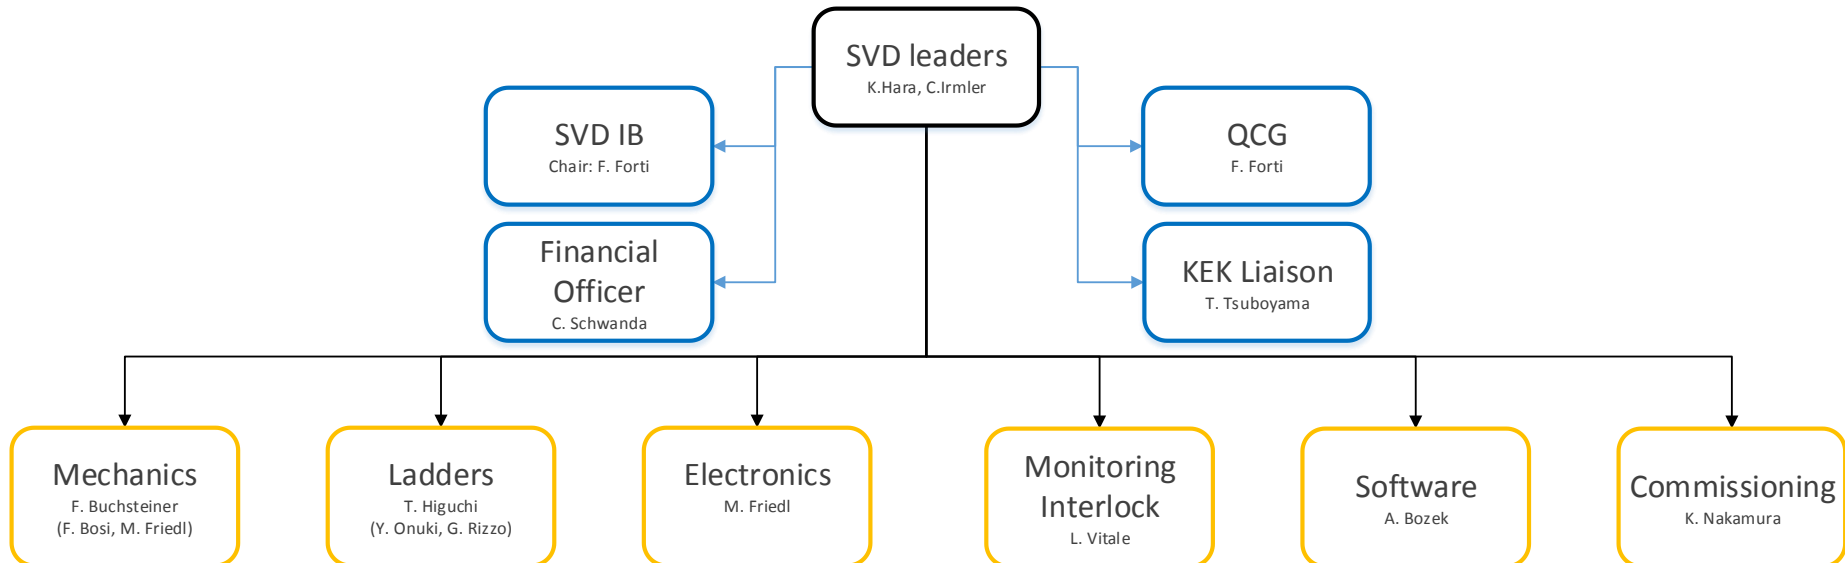 SVD leaders
K.Hara, C.Irmler
SVD IB
Chair: F. Forti
QCG
F. Forti
Financial
Officer
C. Schwanda
KEK Liaison
T. Tsuboyama
Mechanics
F. Buchsteiner
(F. Bosi, M. Friedl)
Ladders
T. Higuchi
(Y. Onuki, G. Rizzo)
Electronics
M. Friedl
Monitoring
Interlock
L. Vitale
Software
A. Bozek
Commissioning
K. Nakamura